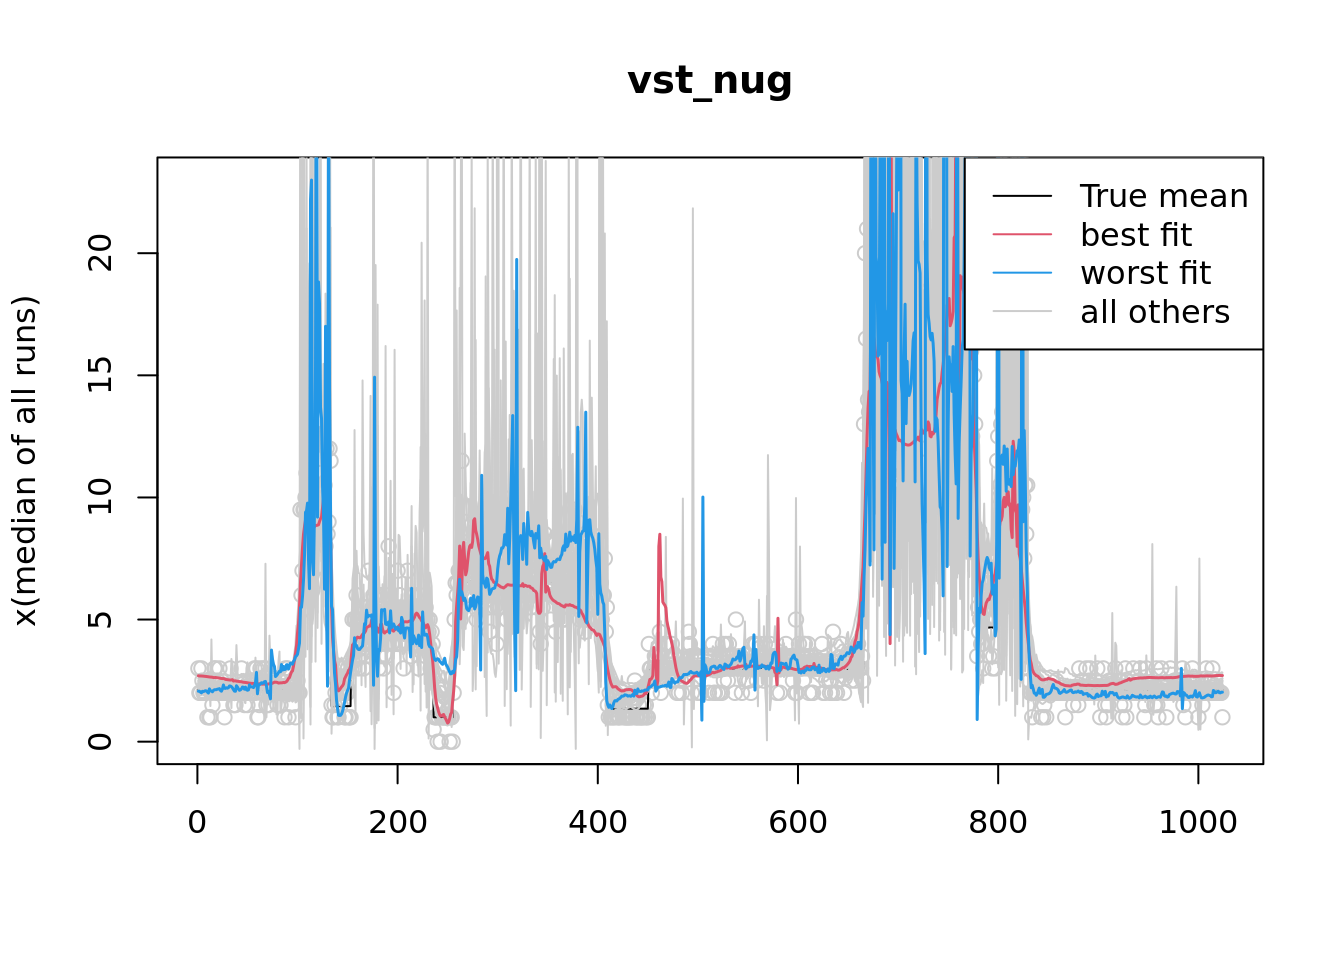 vst_nug
x(median of all runs)
20
15
10
5
0
True mean
best fit
worst fit
all others
0 200 400 600 800 1000